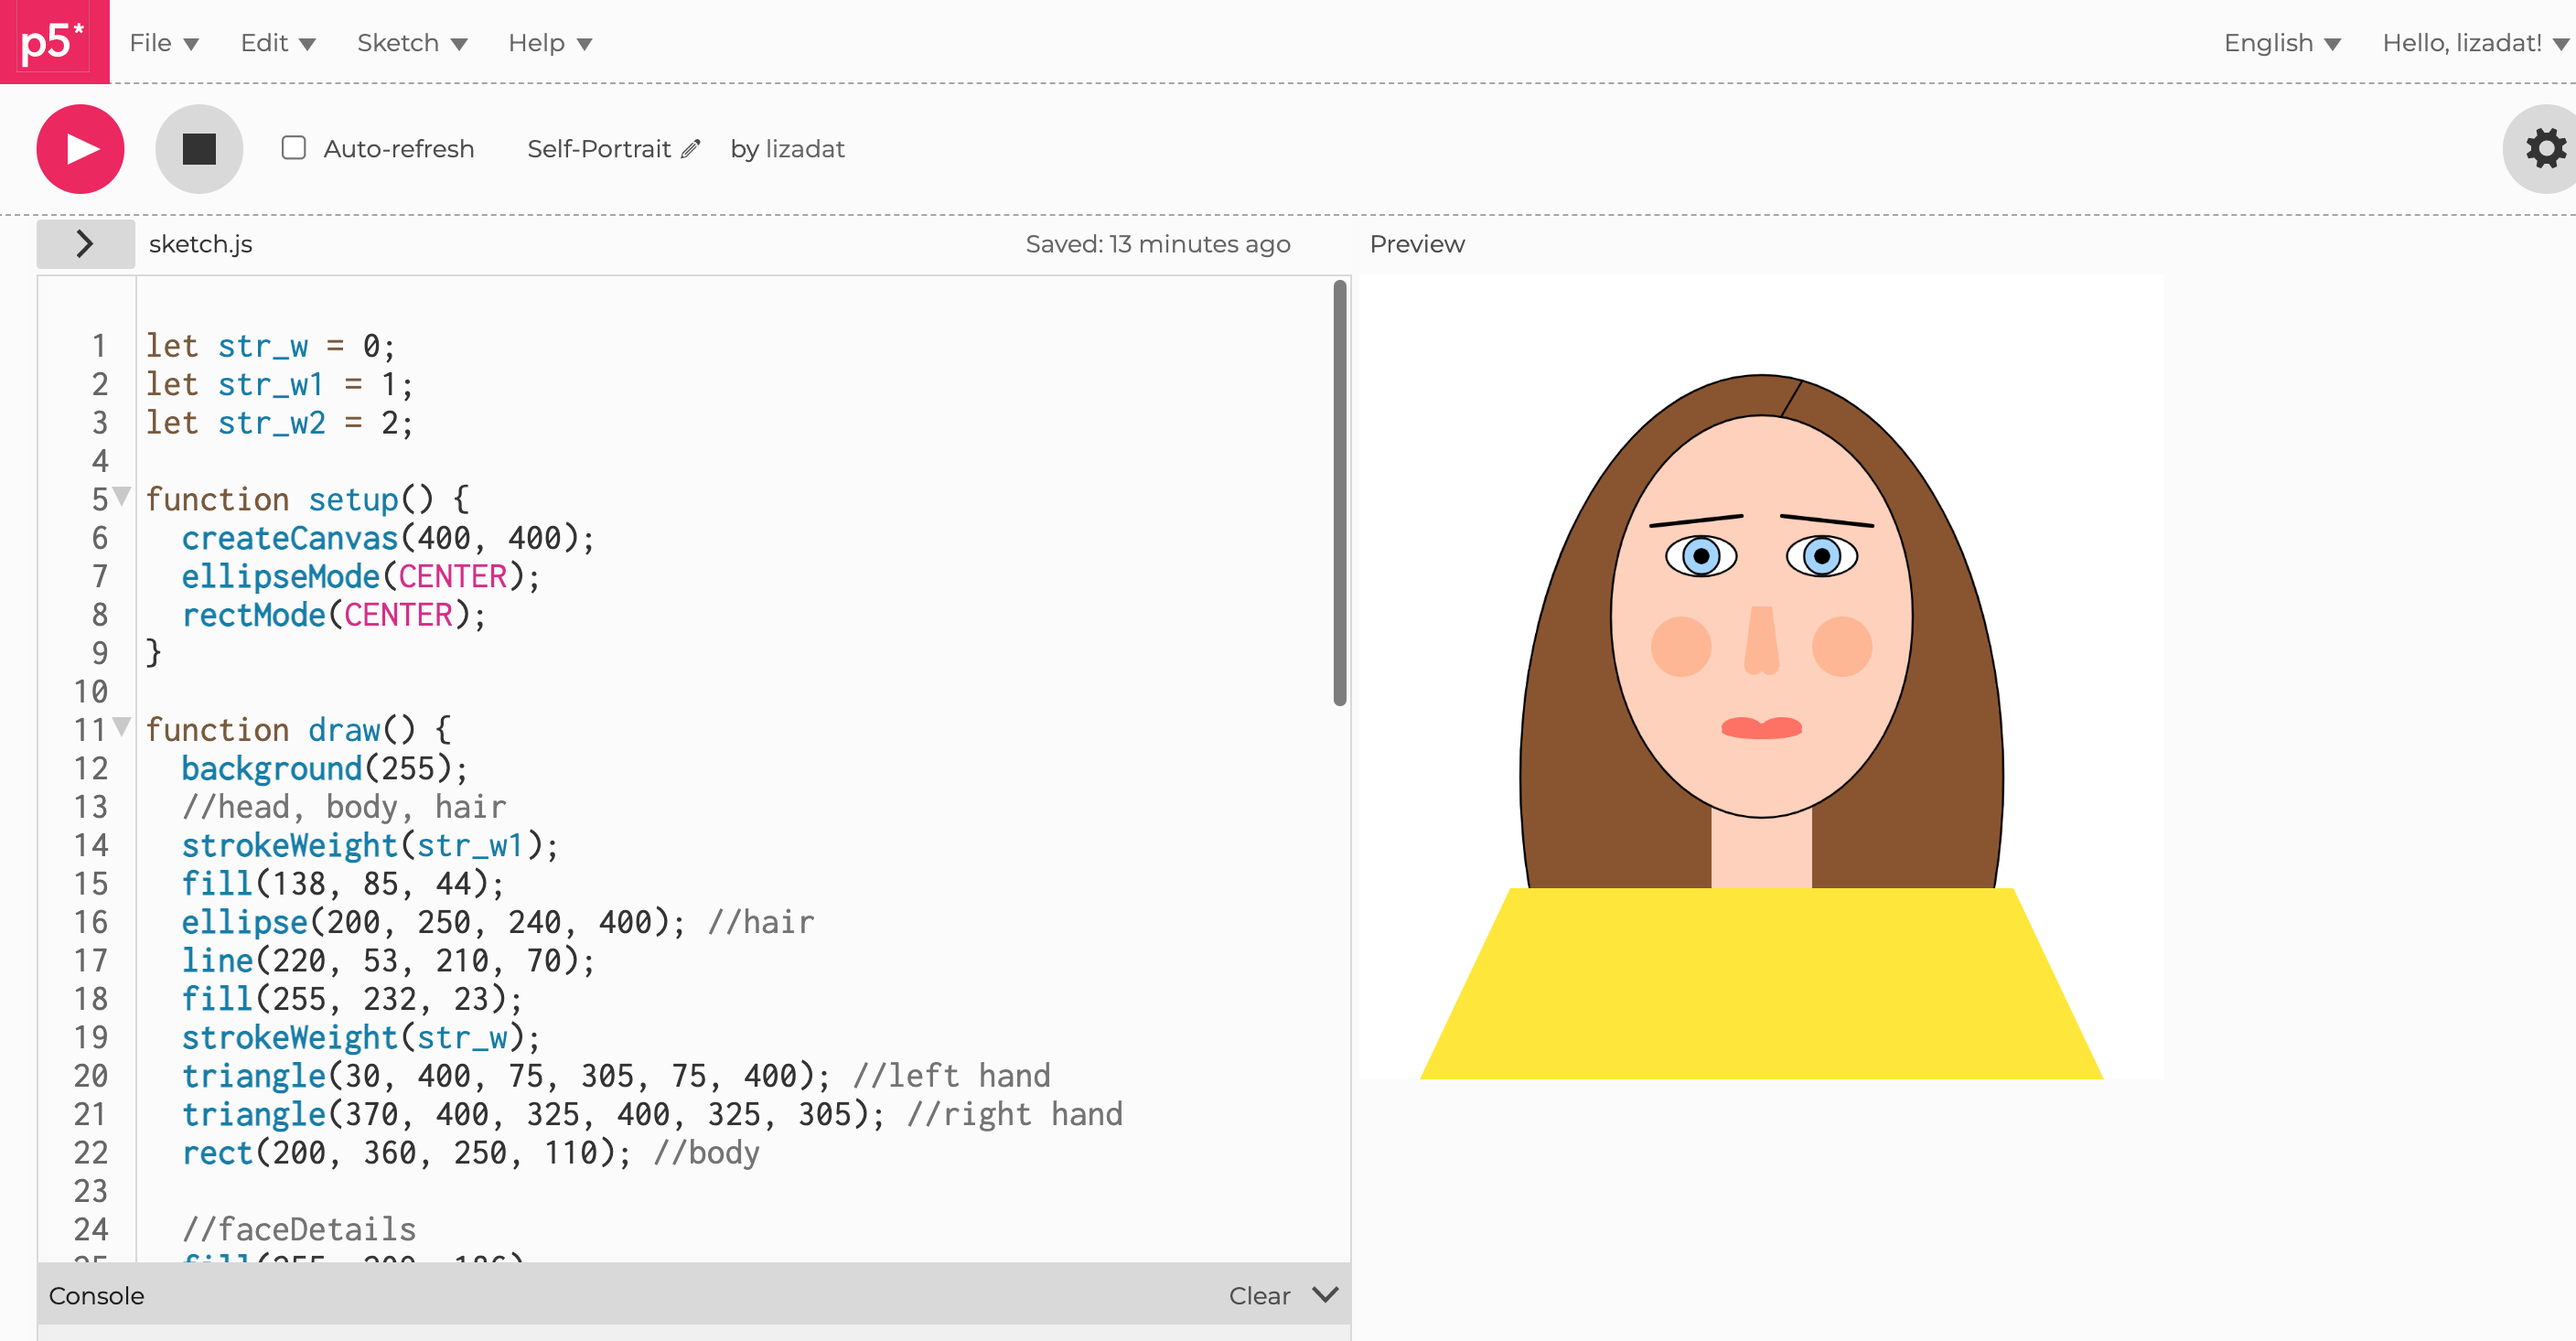 p5*
File Edit Sketch Help English Hello, lizadat!
Auto-refresh Self-Portrait by lizadat
sketch.js Saved: 13 minutes ago Preview
1 let str_w = 0;
2 let str_w1 = 1;
3 let str_w2 = 2;
4
5 function setup() {
6   createCanvas(400, 400);
7   ellipseMode(CENTER);
8   rectMode(CENTER);
9 }
10
11 function draw() {
12   background(255);
13   //head, body, hair
14   strokeWeight(str_w1);
15   fill(138, 85, 44);
16   ellipse(200, 250, 240, 400); //hair
17   line(220, 53, 210, 70);
18   fill(255, 232, 23);
19   strokeWeight(str_w);
20   triangle(30, 400, 75, 305, 75, 400); //left hand
21   triangle(370, 400, 325, 400, 325, 305); //right hand
22   rect(200, 360, 250, 110); //body
23
24   //faceDetails
Console Clear